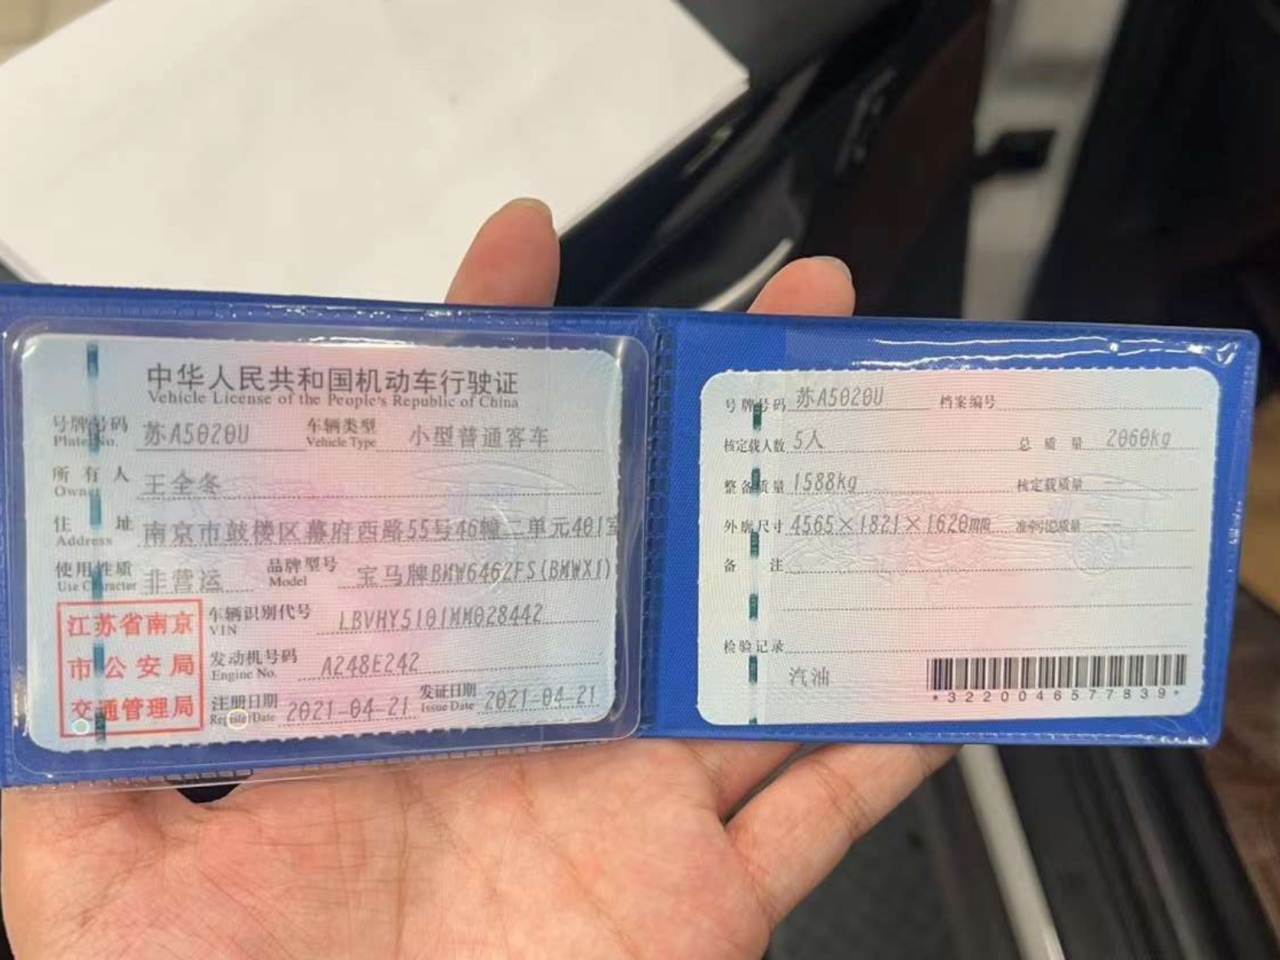 中华人民共和国机动车行驶证
Vehicle License of the People's Republic of China
号牌号码 苏A5020U 车辆类型 小型普通客车
Plate No. Vehicle Type
所有人 王全冬
Owner
住址 南京市鼓楼区幕府西路55号46幢二单元401室
Address
使用性质 非营运 品牌型号 宝马牌BMW6462FS(BMWX1)
Use Character Model
江苏省南京
市公安局
交通管理局
车辆识别代号 LBVHY5101MM028442
VIN
发动机号码 A248E242
Engine No.
注册日期 2021-04-21 发证日期 2021-04-21
Register Date Issue Date
号牌号码 苏A5020U 档案编号
核定载人数 5人 总质量 2060kg
整备质量 1588kg 核定载质量 --
外廓尺寸 4565×1821×1620mm 准牵引总质量 --
备注
检验记录
汽油
*3220046577839*